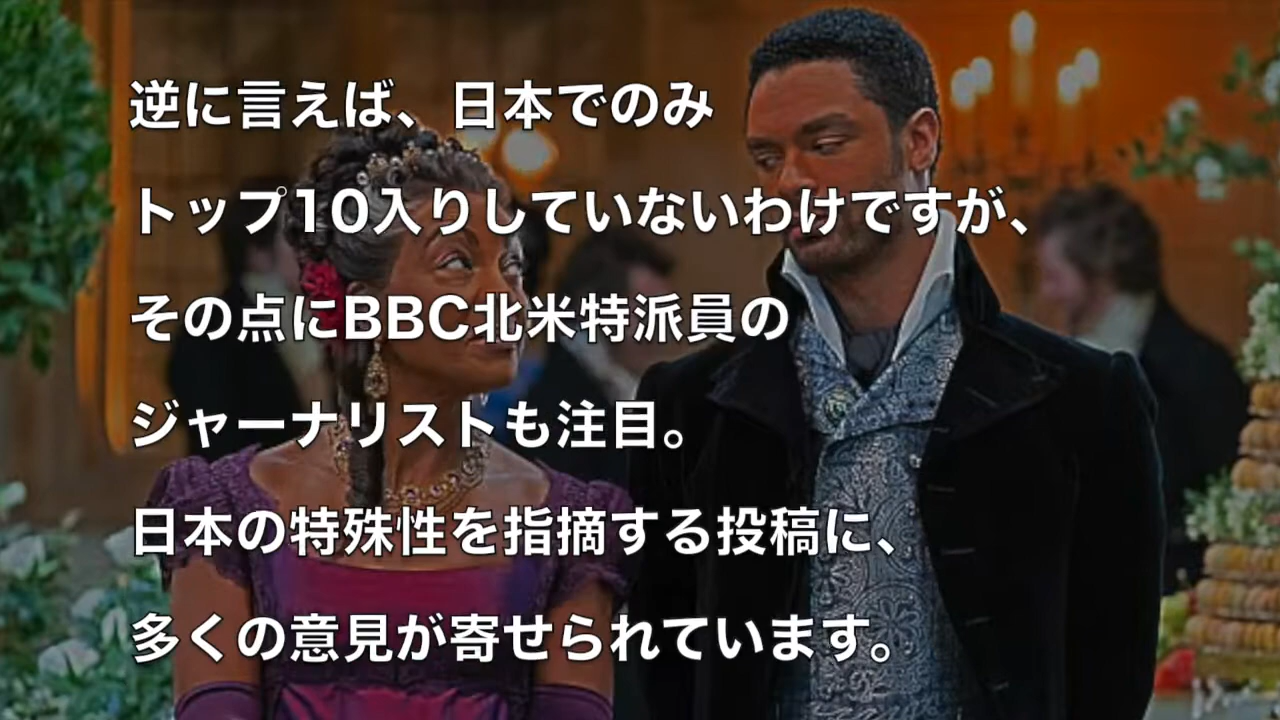 逆に言えば、日本でのみ
トップ10入りしていないわけですが、
その点にBBC北米特派員の
ジャーナリストも注目。
日本の特殊性を指摘する投稿に、
多くの意見が寄せられています。